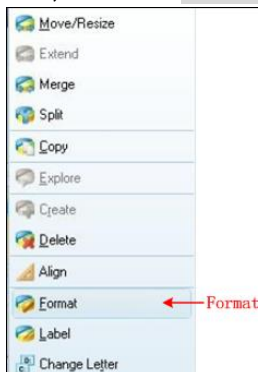 Move/Resize
Extend
Merge
Split
Copy
Explore
Create
Delete
Align
Format
Format
Label
Change Letter